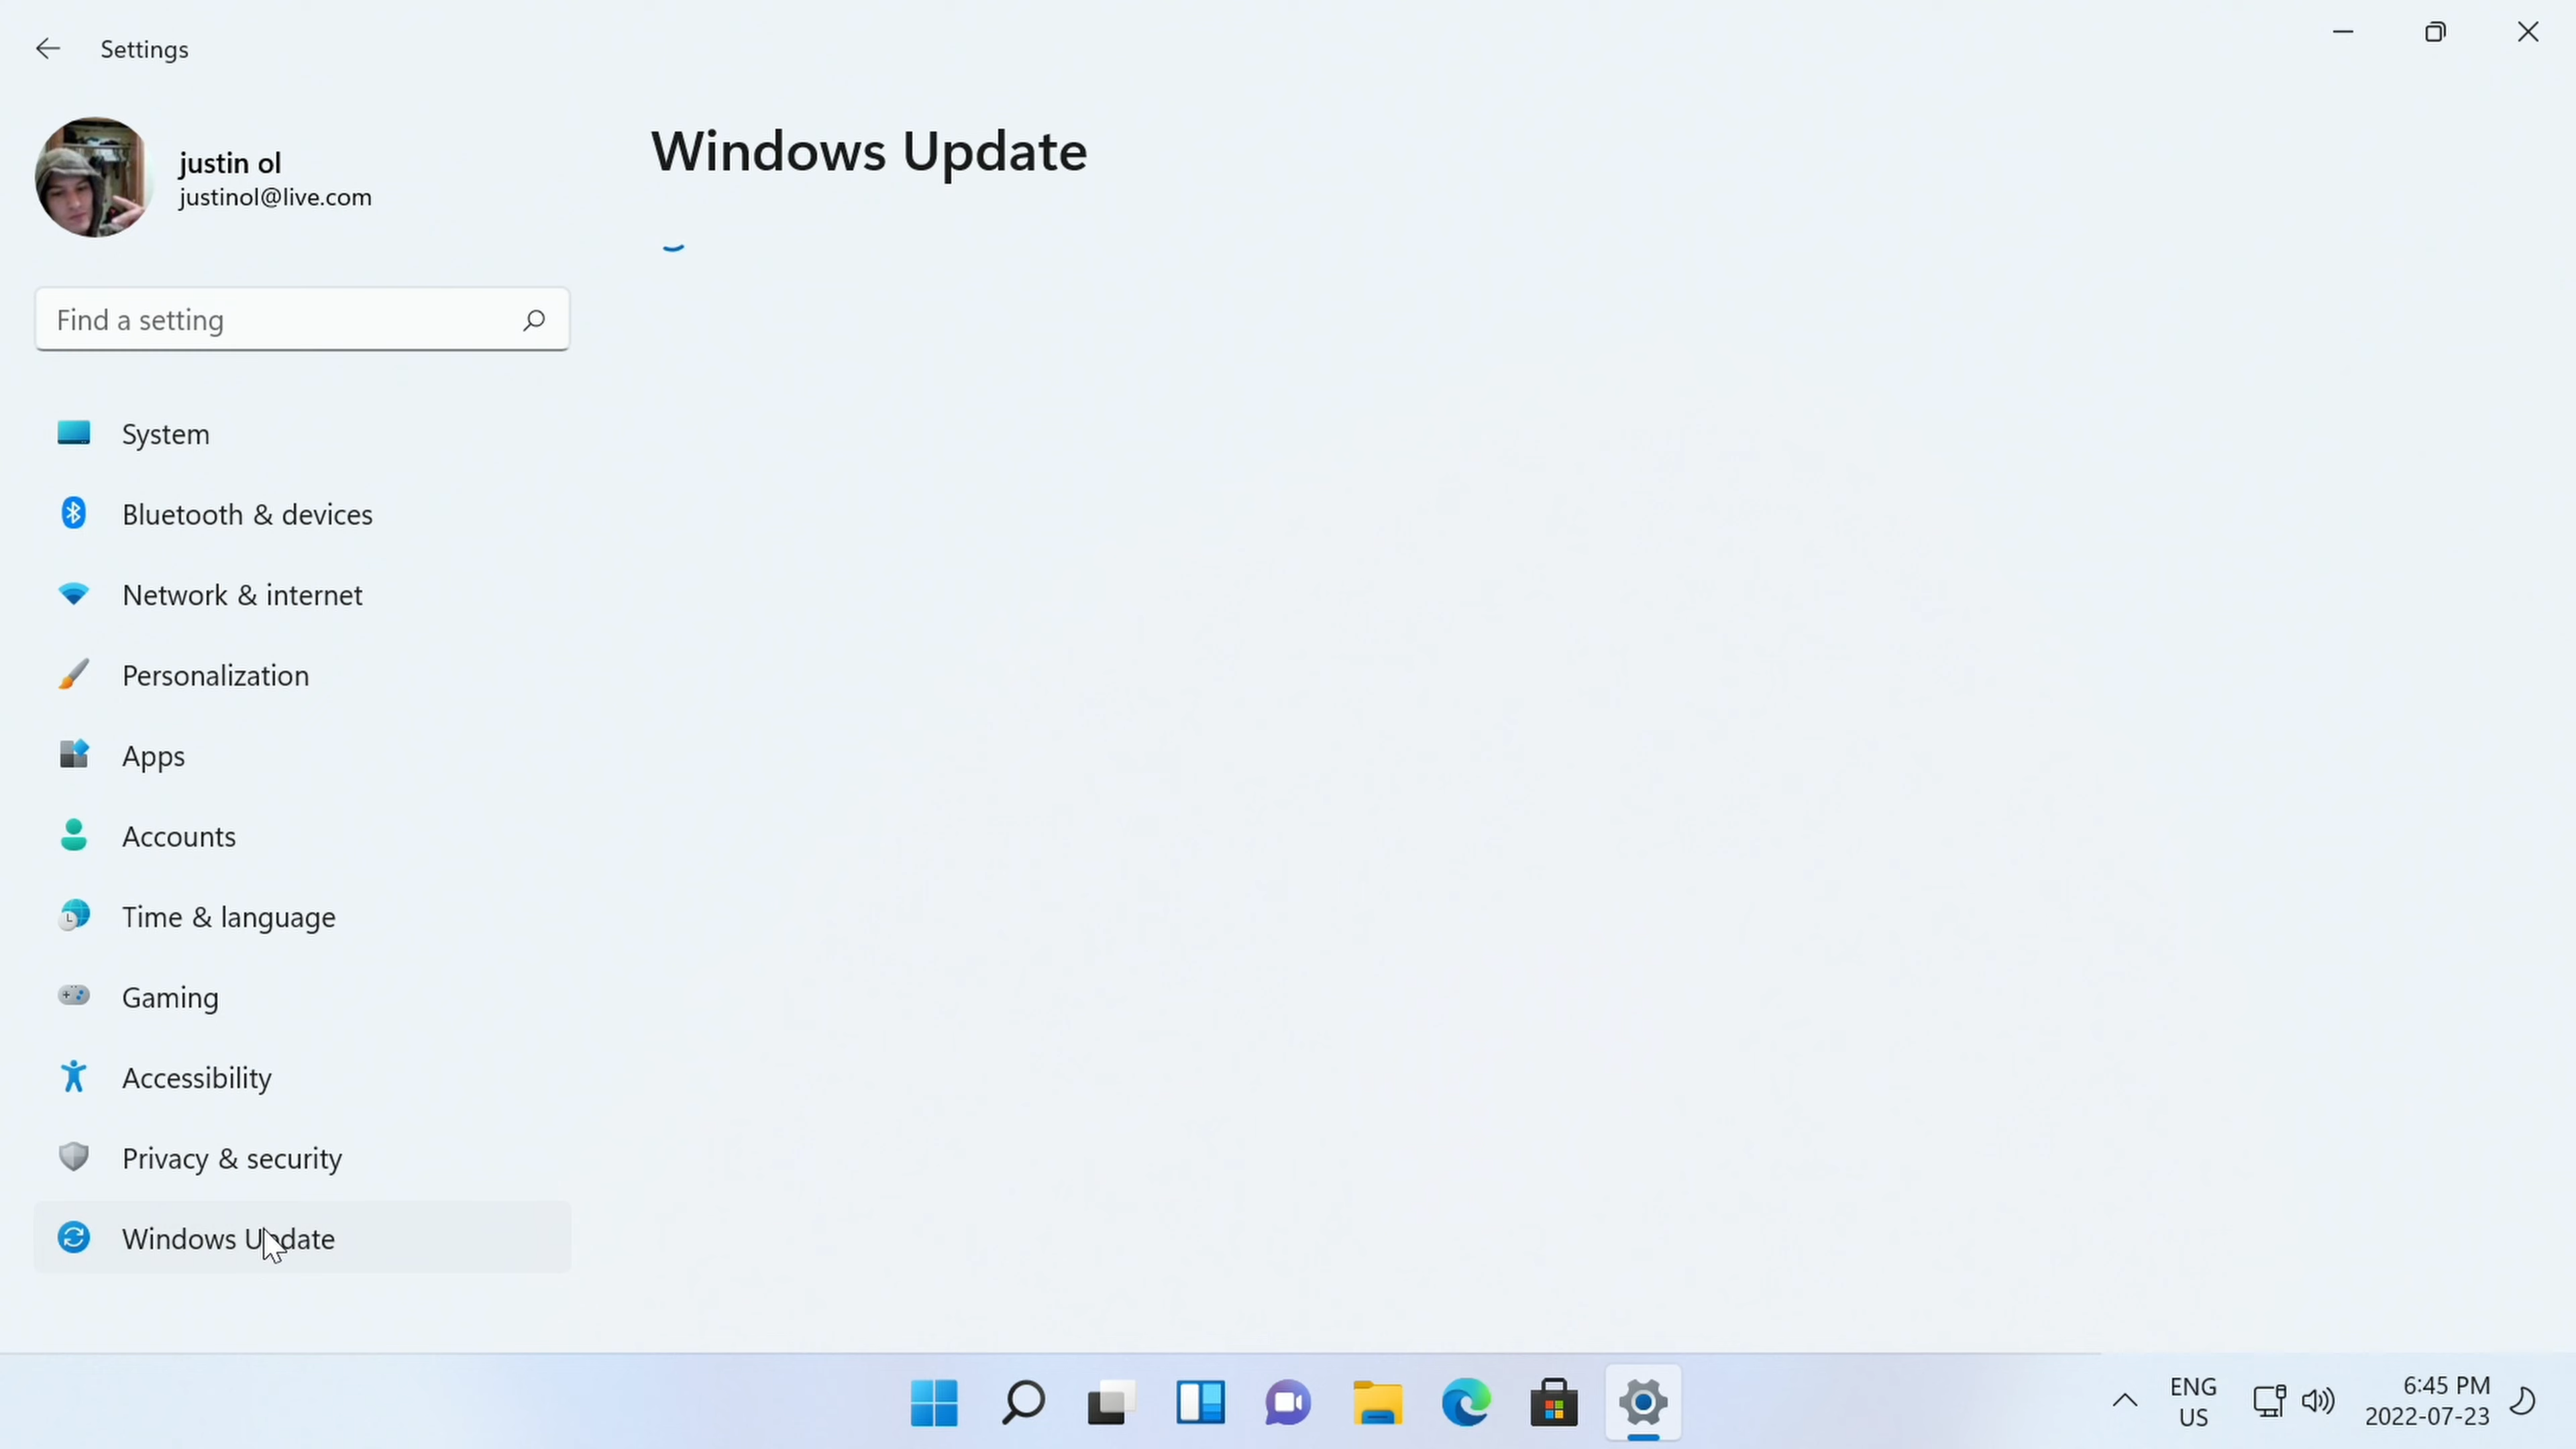 Settings
justin ol
justinol@live.com
Find a setting
System
Bluetooth & devices
Network & internet
Personalization
Apps
Accounts
Time & language
Gaming
Accessibility
Privacy & security
Windows Update
Windows Update
ENG
US
6:45 PM
2022-07-23